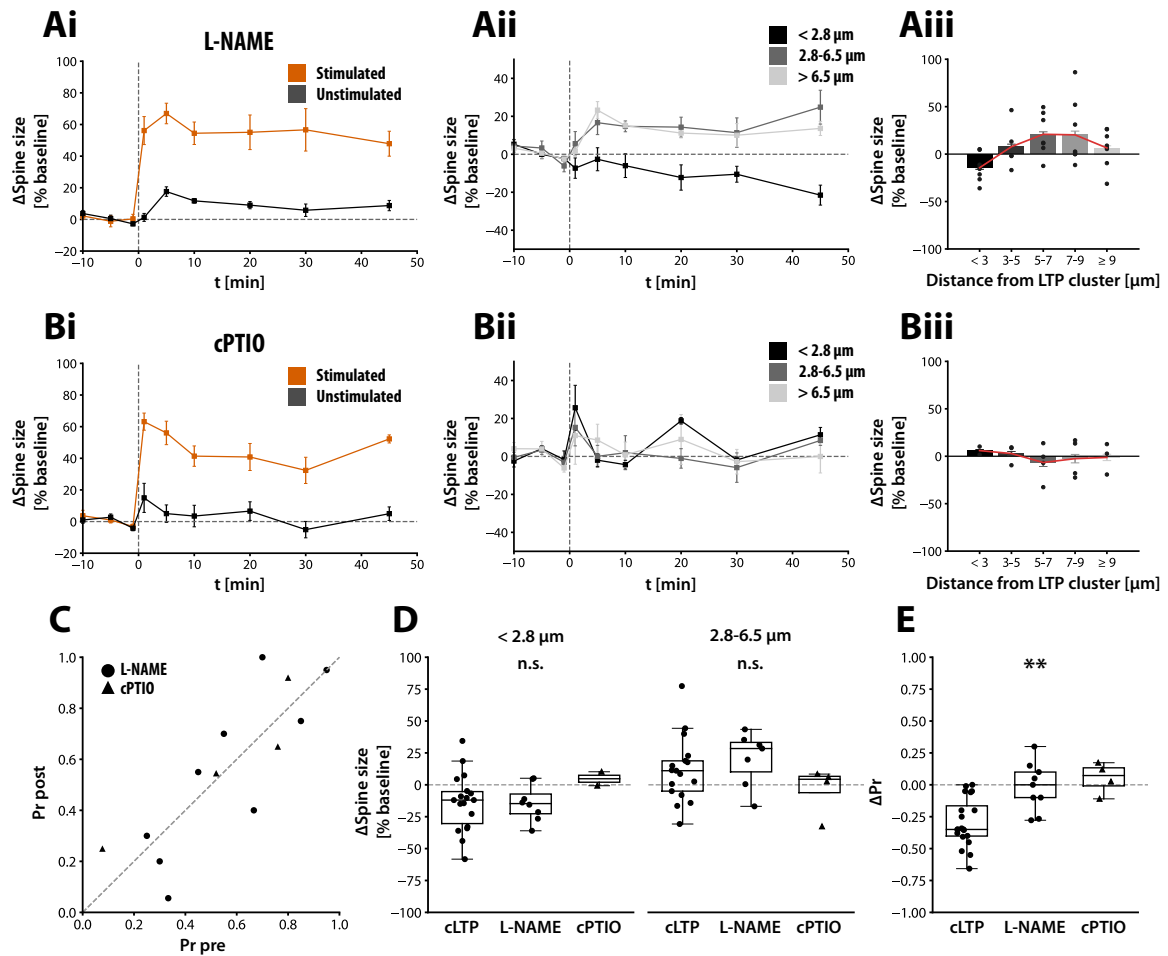 Ai
L-NAME
Stimulated
Unstimulated
ΔSpine size
[% baseline]
100
80
60
40
20
0
−20
−10
0
10
20
30
40
50
t [min]
Aii
< 2.8 µm
2.8-6.5 µm
> 6.5 µm
ΔSpine size
[% baseline]
40
20
0
−20
−40
−10
0
10
20
30
40
50
t [min]
Aiii
ΔSpine size
[% baseline]
100
50
0
−50
−100
< 3
3-5
5-7
7-9
≥ 9
Distance from LTP cluster [µm]
Bi
cPTIO
Stimulated
Unstimulated
ΔSpine size
[% baseline]
100
80
60
40
20
0
−20
−10
0
10
20
30
40
50
t [min]
Bii
< 2.8 µm
2.8-6.5 µm
> 6.5 µm
ΔSpine size
[% baseline]
40
20
0
−20
−40
−10
0
10
20
30
40
50
t [min]
Biii
ΔSpine size
[% baseline]
100
50
0
−50
−100
< 3
3-5
5-7
7-9
≥ 9
Distance from LTP cluster [µm]
C
L-NAME
cPTIO
Pr post
1.0
0.8
0.6
0.4
0.2
0.0
0.0
0.2
0.4
0.6
0.8
1.0
Pr pre
D
< 2.8 µm
n.s.
2.8-6.5 µm
n.s.
ΔSpine size
[% baseline]
100
75
50
25
0
−25
−50
−75
−100
cLTP
L-NAME
cPTIO
cLTP
L-NAME
cPTIO
E
**
ΔPr
1.00
0.75
0.50
0.25
0.00
−0.25
−0.50
−0.75
−1.00
cLTP
L-NAME
cPTIO